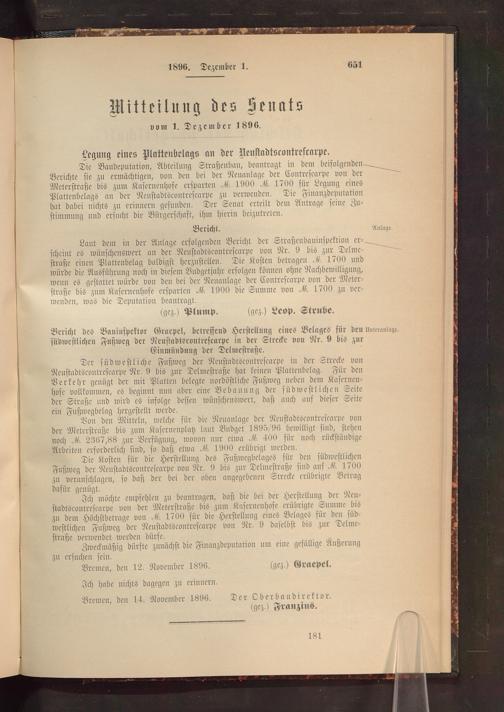 1896. Dezember 1.
651
Mitteilung des Senats
vom 1. Dezember 1896.
Legung eines Plattenbelags an der Neustadtscontrescarpe.
Die Baudeputation, Abteilung Straßenbau, beantragt in dem beifolgenden
Berichte sie zu ermächtigen, von den bei der Neuanlage der Contrescarpe von der
Meterstraße bis zum Kasernenhofe ersparten M. 1900 M. 1700 für Legung eines
Plattenbelags an der Neustadtscontrescarpe zu verwenden. Die Finanzdeputation
hat dabei nichts zu erinnern gefunden. Der Senat erteilt dem Antrage seine Zu-
stimmung und ersucht die Bürgerschaft, ihm hierin beizutreten.
Bericht.
Anlage.
Laut dem in der Anlage erfolgenden Bericht der Straßenbauinspektion er-
scheint es wünschenswert an der Neustadtscontrescarpe von Nr. 9 bis zur Delme-
straße einen Plattenbelag baldigst herzustellen. Die Kosten betragen M. 1700 und
würde die Ausführung noch in diesem Budgetjahr erfolgen können ohne Nachbewilligung,
wenn es gestattet würde von den bei der Neuanlage der Contrescarpe von der Meter-
straße bis zum Kasernenhofe ersparten M. 1900 die Summe von M. 1700 zu ver-
wenden, was die Deputation beantragt.
(gez.) Plump. (gez.) Leop. Strube.
Bericht des Bauinspektor Graepel, betreffend Herstellung eines Belages für den
Unteranlage.
südwestlichen Fußweg der Neustadtscontrescarpe in der Strecke von Nr. 9 bis zur
Einmündung der Delmestraße.
Der südwestliche Fußweg der Neustadtscontrescarpe in der Strecke von
Neustadtscontrescarpe Nr. 9 bis zur Delmestraße hat keinen Plattenbelag. Für den
Verkehr genügt der mit Platten belegte nordöstliche Fußweg neben dem Kasernen-
hofe vollkommen, es beginnt nun aber eine Bebauung der südwestlichen Seite
der Straße und wird es infolge dessen wünschenswert, daß auch auf dieser Seite
ein Fußwegbelag hergestellt werde.
Von den Mitteln, welche für die Neuanlage der Neustadtscontrescarpe von
der Meterstraße bis zum Kasernenplatz laut Budget 1895/96 bewilligt sind, stehen
noch M. 2367,88 zur Verfügung, wovon nur etwa M. 400 für noch rückständige
Arbeiten erforderlich sind, so daß etwa M. 1900 erübrigt werden.
Die Kosten für die Herstellung des Fußwegbelages für den südwestlichen
Fußweg der Neustadtscontrescarpe von Nr. 9 bis zur Delmestraße sind auf M. 1700
zu veranschlagen, so daß der bei der oben angegebenen Strecke erübrigte Betrag
dafür genügt.
Ich möchte empfehlen zu beantragen, daß die bei der Herstellung der Neu-
stadtscontrescarpe von der Meterstraße bis zum Kasernenhofe erübrigte Summe bis
zu dem Höchstbetrage von M. 1700 für die Herstellung eines Belages für den süd-
westlichen Fußweg der Neustadtscontrescarpe von Nr. 9 daselbst bis zur Delme-
straße verwendet werden dürfe.
Zweckmäßig dürfte zunächst die Finanzdeputation um eine gefällige Äußerung
zu ersuchen sein.
Bremen, den 12. November 1896. (gez.) Graepel.
Ich habe nichts dagegen zu erinnern.
Bremen, den 14. November 1896. Der Oberbaudirektor.
(gez.) Franzius.
181